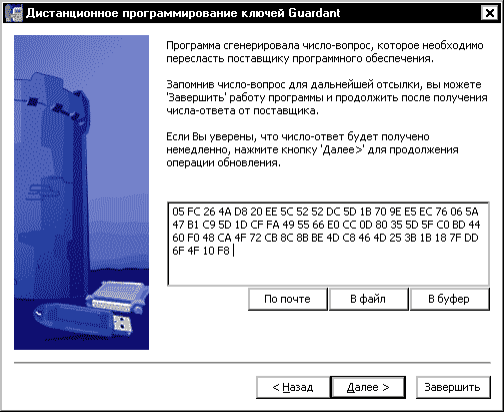 Дистанционное программирование ключей Guardant
Программа сгенерировала число-вопрос, которое необходимо
переслать поставщику программного обеспечения.
Запомнив число-вопрос для дальнейшей отсылки, вы можете
'Завершить' работу программы и продолжить после получения
числа-ответа от поставщика.
Если Вы уверены, что число-ответ будет получено
немедленно, нажмите кнопку 'Далее>' для продолжения
операции обновления.
05 FC 26 4A D8 20 EE 5C 52 52 DC 5D 1B 70 9E E5 EC 76 06 5A
47 B1 C9 5D 1D CF FA 49 55 66 E0 CC 0D 80 35 5D 5F C0 BD 44
60 F0 48 CA 4F 72 CB 8C 8B BE 4D C8 46 4D 25 3B 1B 18 7F DD
6F 4F 10 F8
По почте
В файл
В буфер
< Назад
Далее >
Завершить